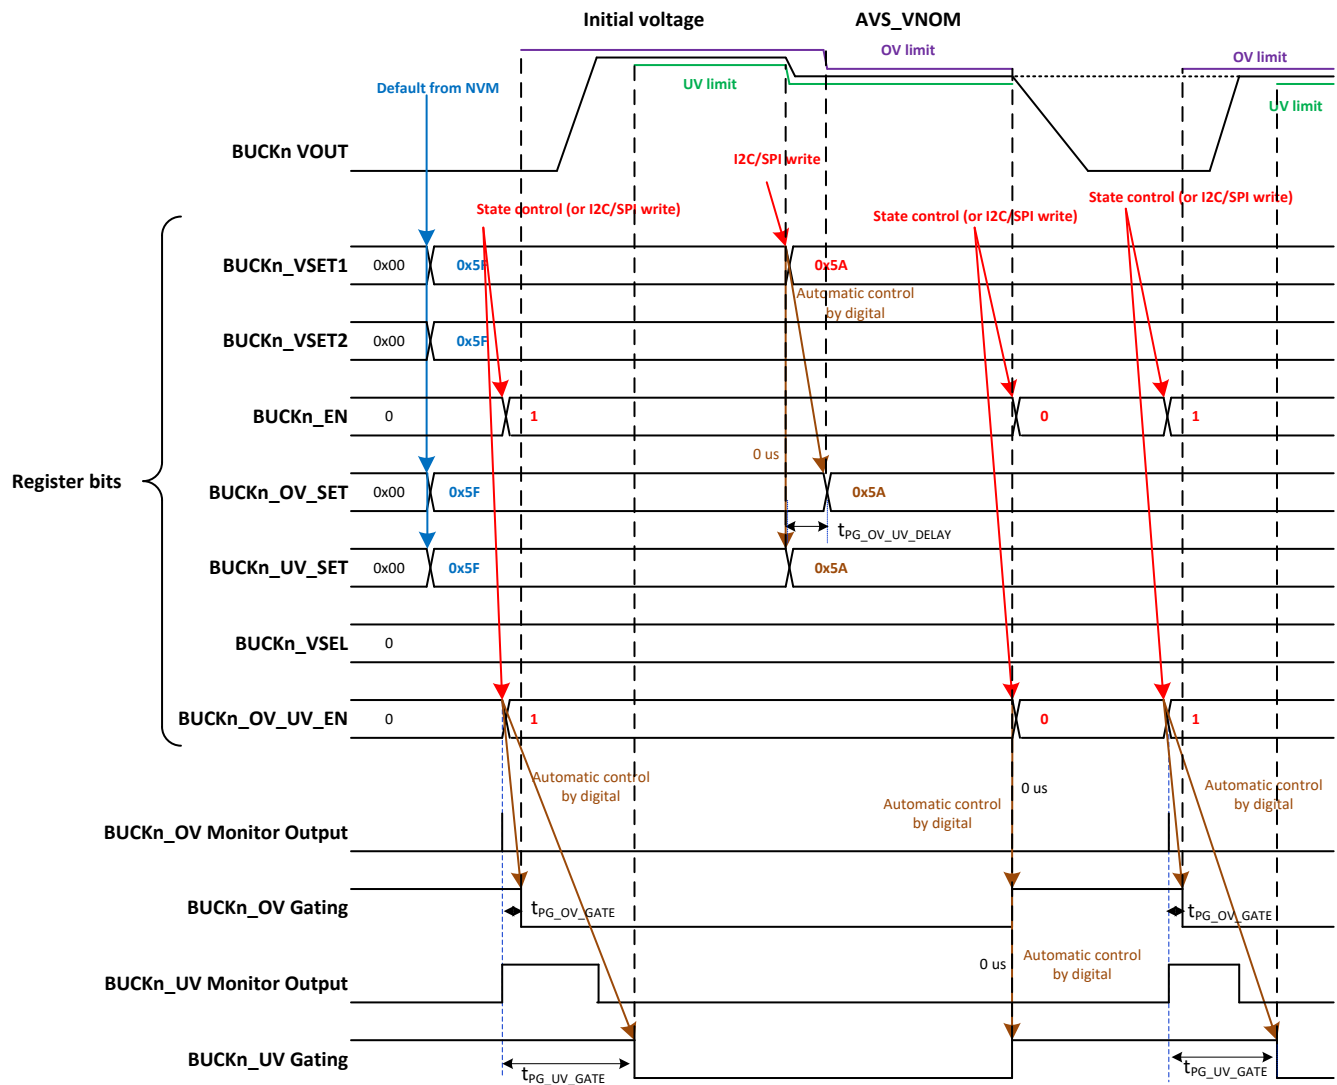 Initial voltage
AVS_VNOM
OV limit
OV limit
UV limit
UV limit
Default from NVM
BUCKn VOUT
I2C/SPI write
State control (or I2C/SPI write)
State control (or I2C/SPI write)
State control (or I2C/SPI write)
BUCKn_VSET1
0x00
0x5F
0x5A
Automatic control
by digital
BUCKn_VSET2
0x00
0x5F
BUCKn_EN
0
1
0
1
0 us
Register bits
BUCKn_OV_SET
0x00
0x5F
0x5A
tPG_OV_UV_DELAY
BUCKn_UV_SET
0x00
0x5F
0x5A
BUCKn_VSEL
0
BUCKn_OV_UV_EN
0
1
0
1
Automatic control
by digital
0 us
Automatic control
by digital
Automatic control
by digital
BUCKn_OV Monitor Output
BUCKn_OV Gating
tPG_OV_GATE
tPG_OV_GATE
BUCKn_UV Monitor Output
0 us
Automatic control
by digital
BUCKn_UV Gating
tPG_UV_GATE
tPG_UV_GATE